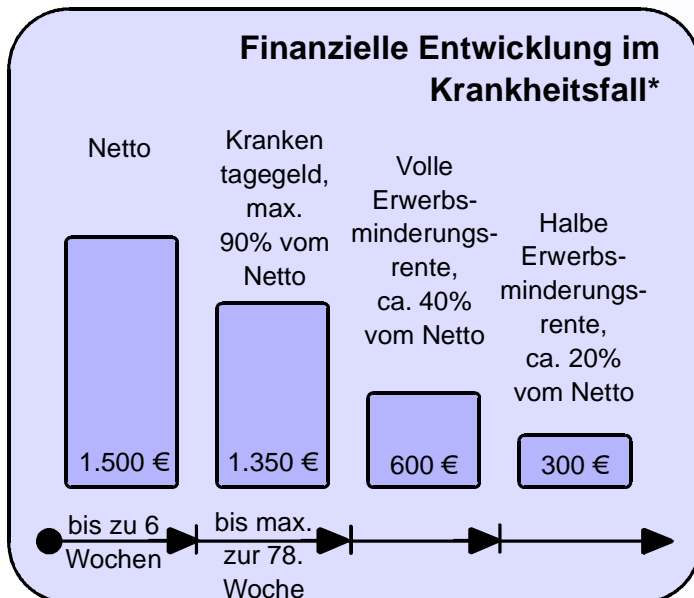 Finanzielle Entwicklung im
Krankheitsfall*
Netto
Kranken
tagegeld,
max.
90% vom
Netto
Volle
Erwerbs-
minderungs-
rente,
ca. 40%
vom Netto
Halbe
Erwerbs-
minderungs-
rente,
ca. 20%
vom Netto
1.500 €
1.350 €
600 €
300 €
bis zu 6
Wochen
bis max.
zur 78.
Woche